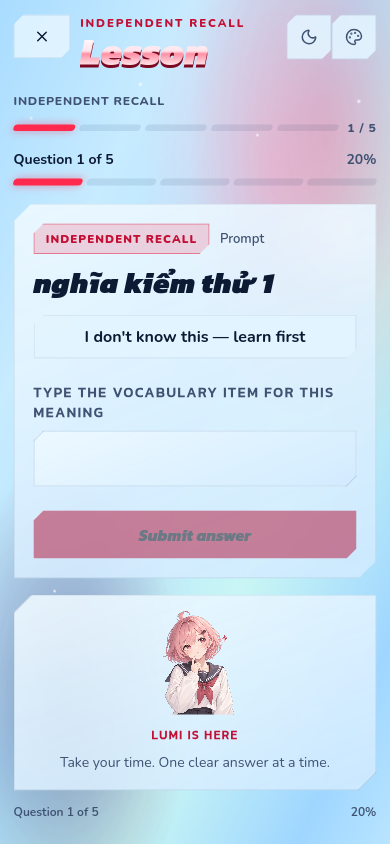 INDEPENDENT RECALL
Lesson
INDEPENDENT RECALL
1 / 5
Question 1 of 5
20%
INDEPENDENT RECALL
Prompt
nghĩa kiểm thử 1
I don't know this — learn first
TYPE THE VOCABULARY ITEM FOR THIS
MEANING
Submit answer
LUMI IS HERE
Take your time. One clear answer at a time.
Question 1 of 5
20%